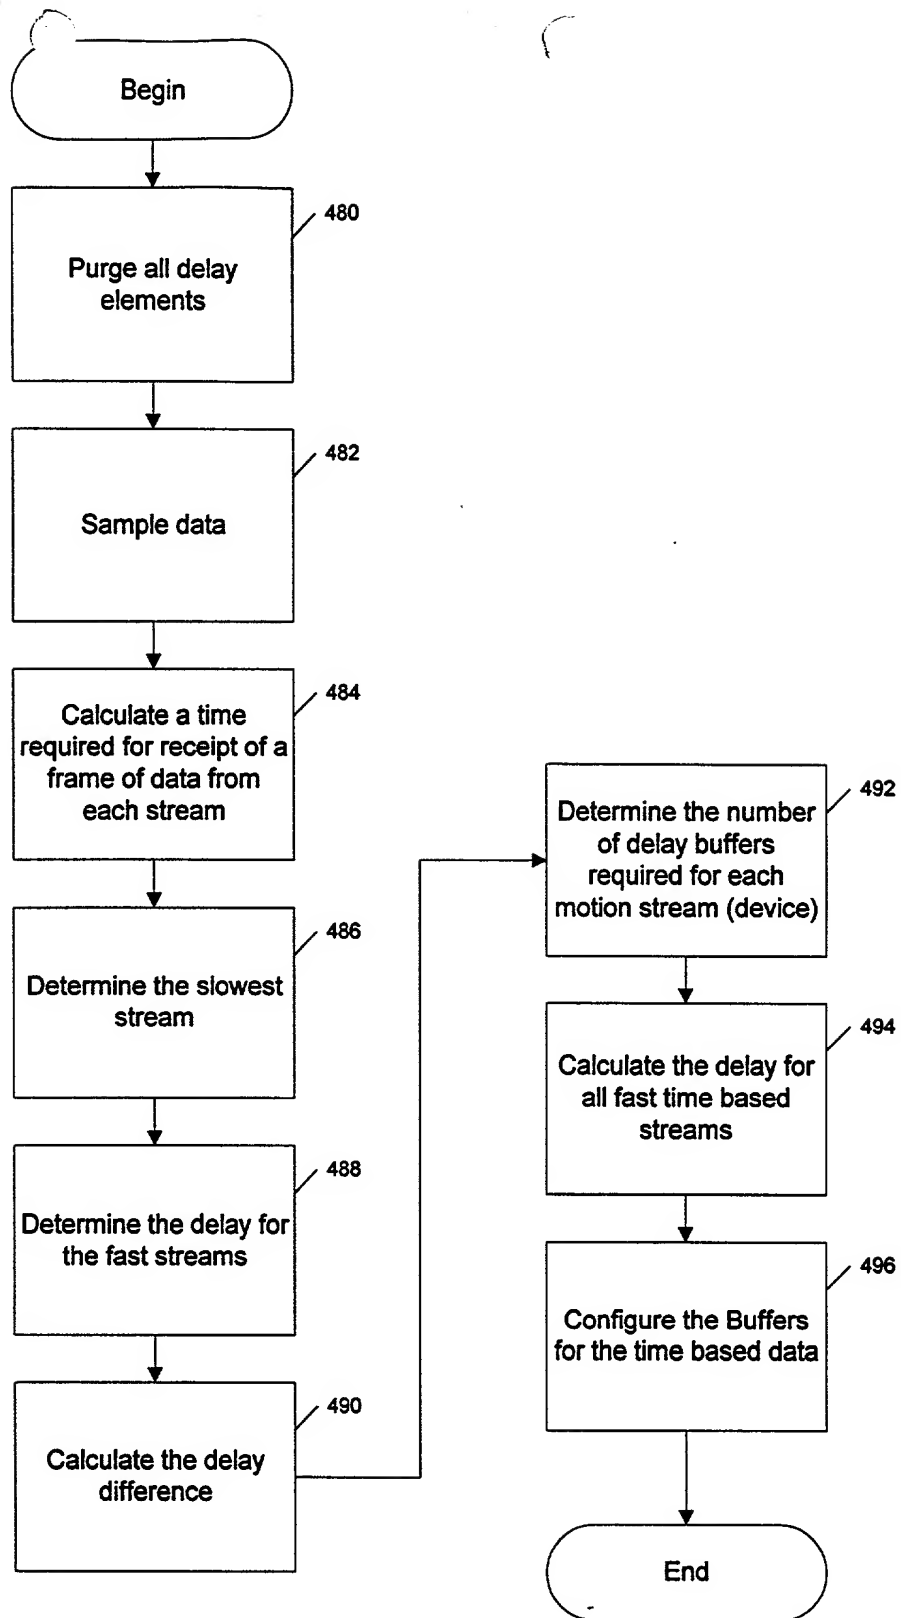 Begin
480
Purge all delay
elements
482
Sample data
484
Calculate a time
required for receipt of a
frame of data from
each stream
486
Determine the slowest
stream
488
Determine the delay for
the fast streams
490
Calculate the delay
difference
492
Determine the number
of delay buffers
required for each
motion stream (device)
494
Calculate the delay for
all fast time based
streams
496
Configure the Buffers
for the time based data
End